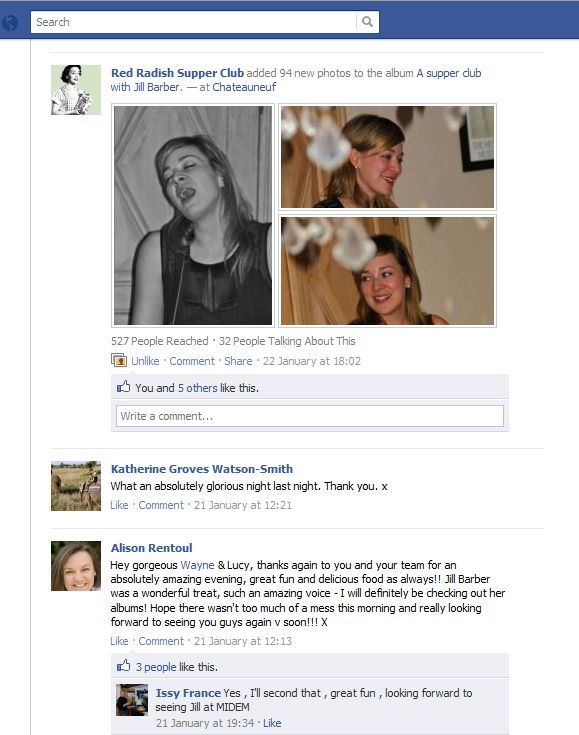 Search
Red Radish Supper Club added 94 new photos to the album A supper club
with Jill Barber. — at Chateauneuf
527 People Reached · 32 People Talking About This
Unlike · Comment · Share · 22 January at 18:02
You and 5 others like this.
Write a comment...
Katherine Groves Watson-Smith
What an absolutely glorious night last night. Thank you. x
Like · Comment · 21 January at 12:21
Alison Rentoul
Hey gorgeous Wayne & Lucy, thanks again to you and your team for an
absolutely amazing evening, great fun and delicious food as always!! Jill Barber
was a wonderful treat, such an amazing voice - I will definitely be checking out her
albums! Hope there wasn't too much of a mess this morning and really looking
forward to seeing you guys again v soon!!! X
Like · Comment · 21 January at 12:13
3 people like this.
Issy France Yes , I'll second that , great fun , looking forward to
seeing Jill at MIDEM
21 January at 19:34 · Like